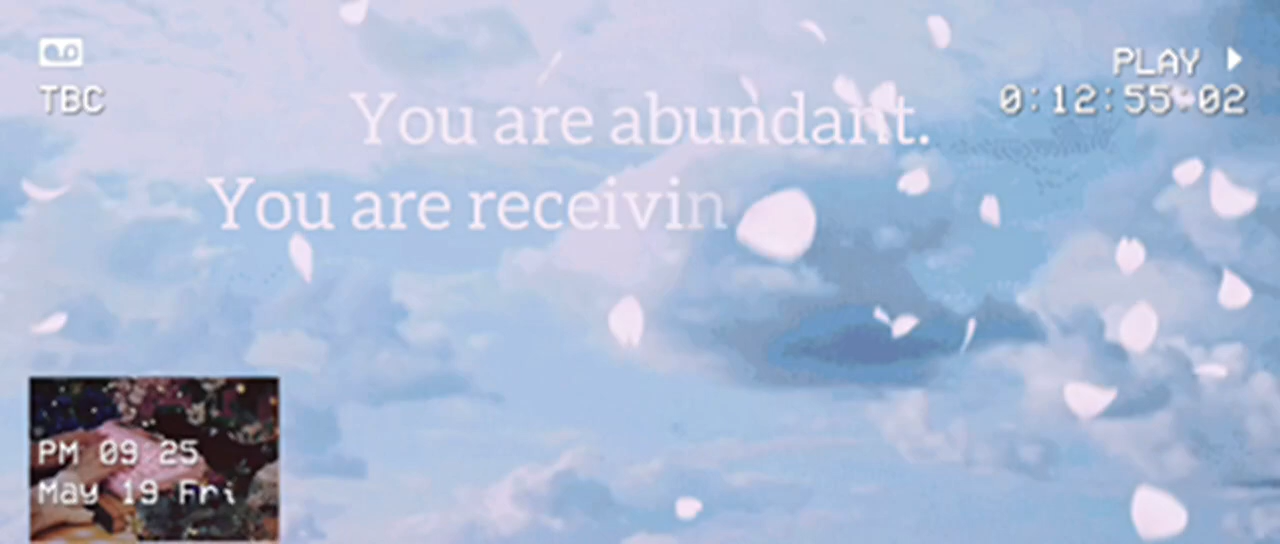 TBC
PLAY
0:12:55:02
You are abundant.
You are receivin
PM 09 25
May 19 Fri